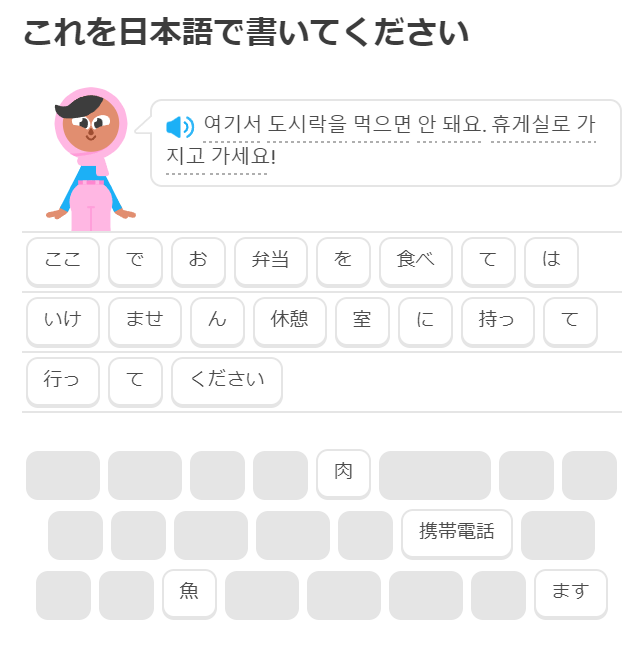 これを日本語で書いてください
여기서 도시락을 먹으면 안 돼요. 휴게실로 가
지고 가세요!
ここ で お 弁当 を 食べ て は
いけ ませ ん 休憩 室 に 持っ て
行っ て ください
肉
携帯電話
魚 ます